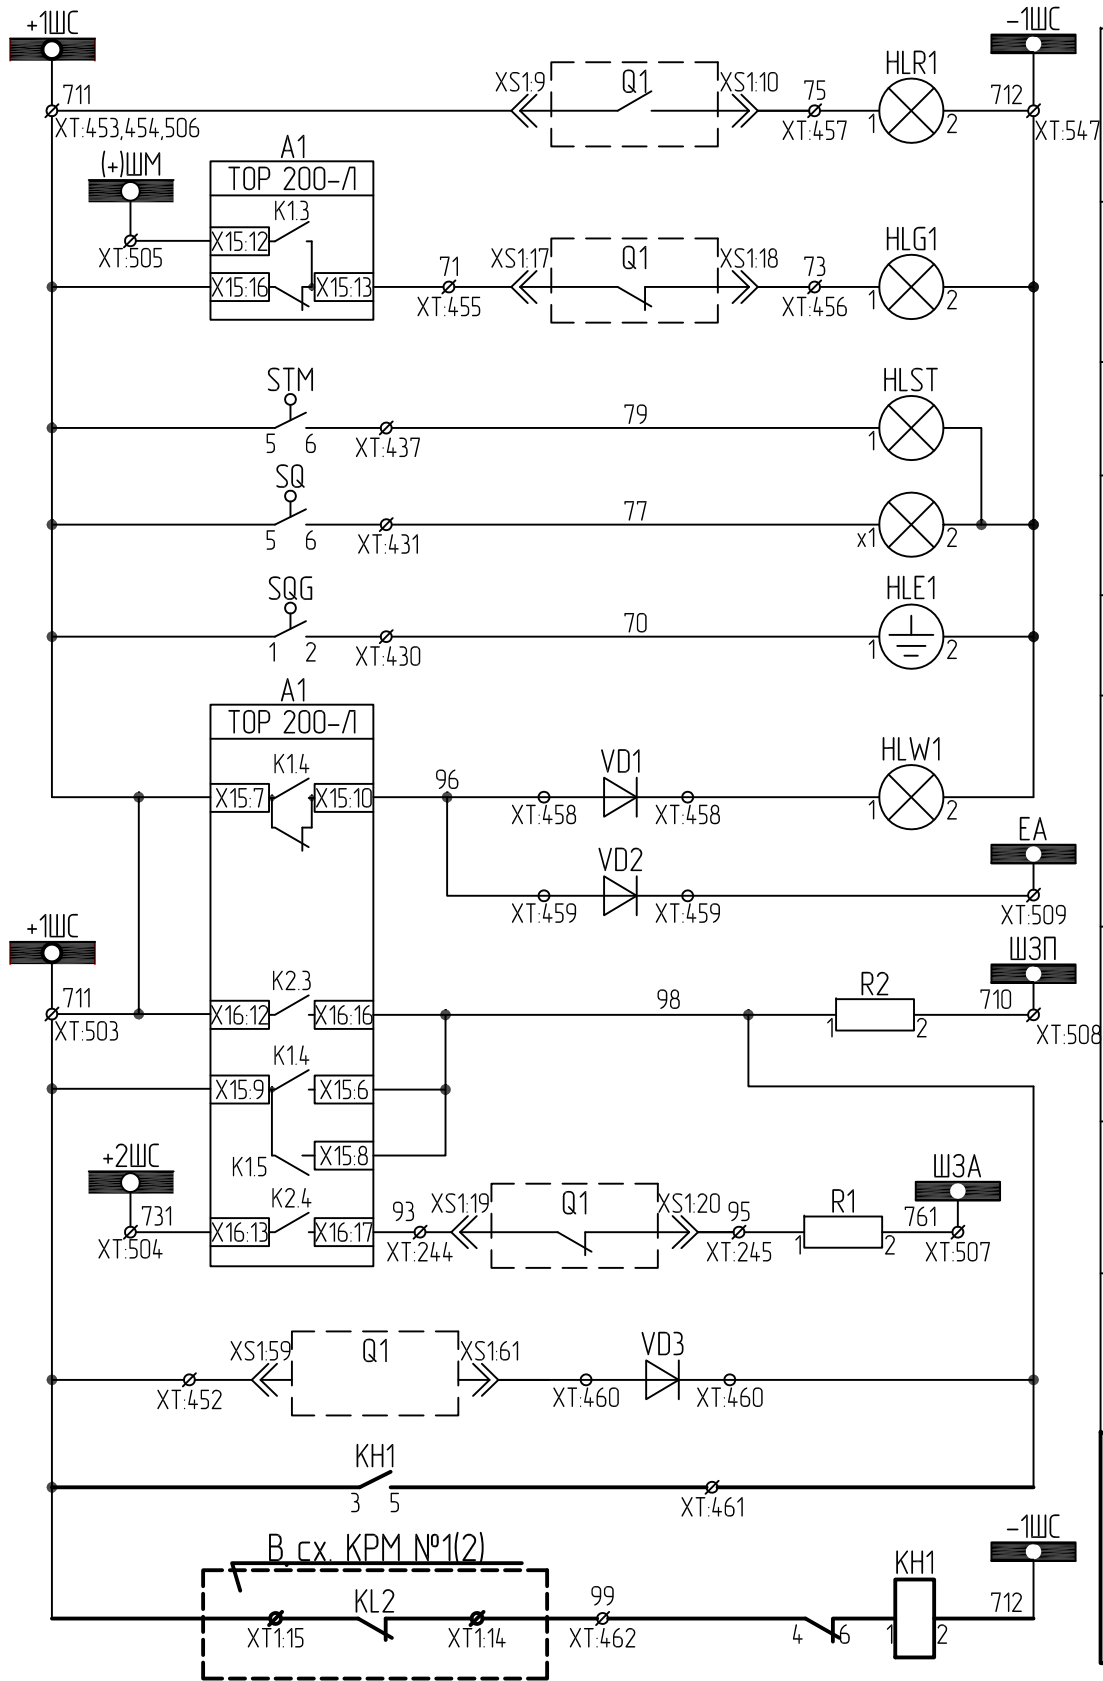 +1ШС
-1ШС
711
XT:453,454,506
XS1:9
Q1
XS1:10
75
XT:457
HLR1
1
2
712
XT:547
(+)ШМ
XT:505
A1
ТОР 200-Л
K1.3
X15:12
X15:16
X15:13
71
XT:455
XS1:17
Q1
XS1:18
73
XT:456
HLG1
1
2
STM
5 6
XT:437
79
HLST
1
SQ
5 6
XT:431
77
x1
2
SQG
1 2
XT:430
70
HLE1
1
2
A1
ТОР 200-Л
K1.4
X15:7
X15:10
96
XT:458
VD1
XT:458
HLW1
1
2
XT:459
VD2
XT:459
EA
XT:509
+1ШС
711
XT:503
K2.3
X16:12
X16:16
98
R2
1
2
710
ШЗП
XT:508
K1.4
X15:9
X15:6
K1.5
X15:8
+2ШС
731
XT:504
K2.4
X16:13
X16:17
93
XT:244
XS1:19
Q1
XS1:20
95
XT:245
R1
1
2
761
ШЗА
XT:507
XT:452
XS1:59
Q1
XS1:61
XT:460
VD3
XT:460
KH1
3 5
XT:461
В сх. КРМ №1(2)
XT1:15
KL2
XT1:14
99
XT:462
4 6
KH1
1
2
712
-1ШС